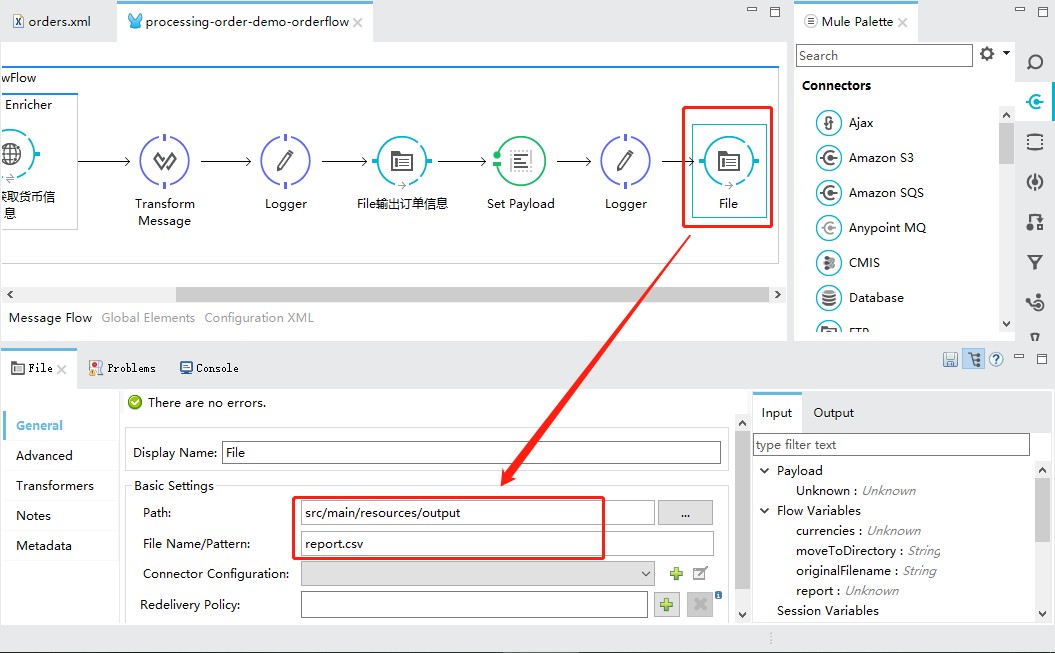 orders.xml
processing-order-demo-orderflow
Mule Palette
Search
Connectors
Ajax
Amazon S3
Amazon SQS
Anypoint MQ
CMIS
Database
FTP
wFlow
Enricher
获取货币信
息
Transform
Message
Logger
File输出订单信息
Set Payload
Logger
File
Message Flow
Global Elements
Configuration XML
File
Problems
Console
There are no errors.
General
Advanced
Transformers
Notes
Metadata
Display Name: File
Basic Settings
Path: src/main/resources/output ...
File Name/Pattern: report.csv
Connector Configuration:
Redelivery Policy:
Input
Output
type filter text
Payload
Unknown : Unknown
Flow Variables
currencies : Unknown
moveToDirectory : String
originalFilename : String
report : Unknown
Session Variables